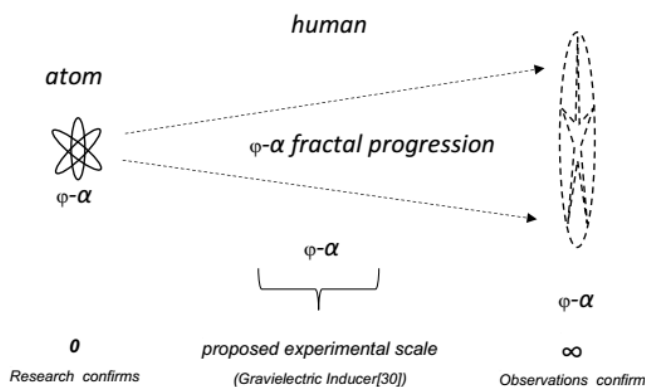 human
atom
φ-α fractal progression
φ-α
φ-α
φ-α
0
proposed experimental scale
∞
Research confirms
(Gravielectric Inducer[30])
Observations confirm